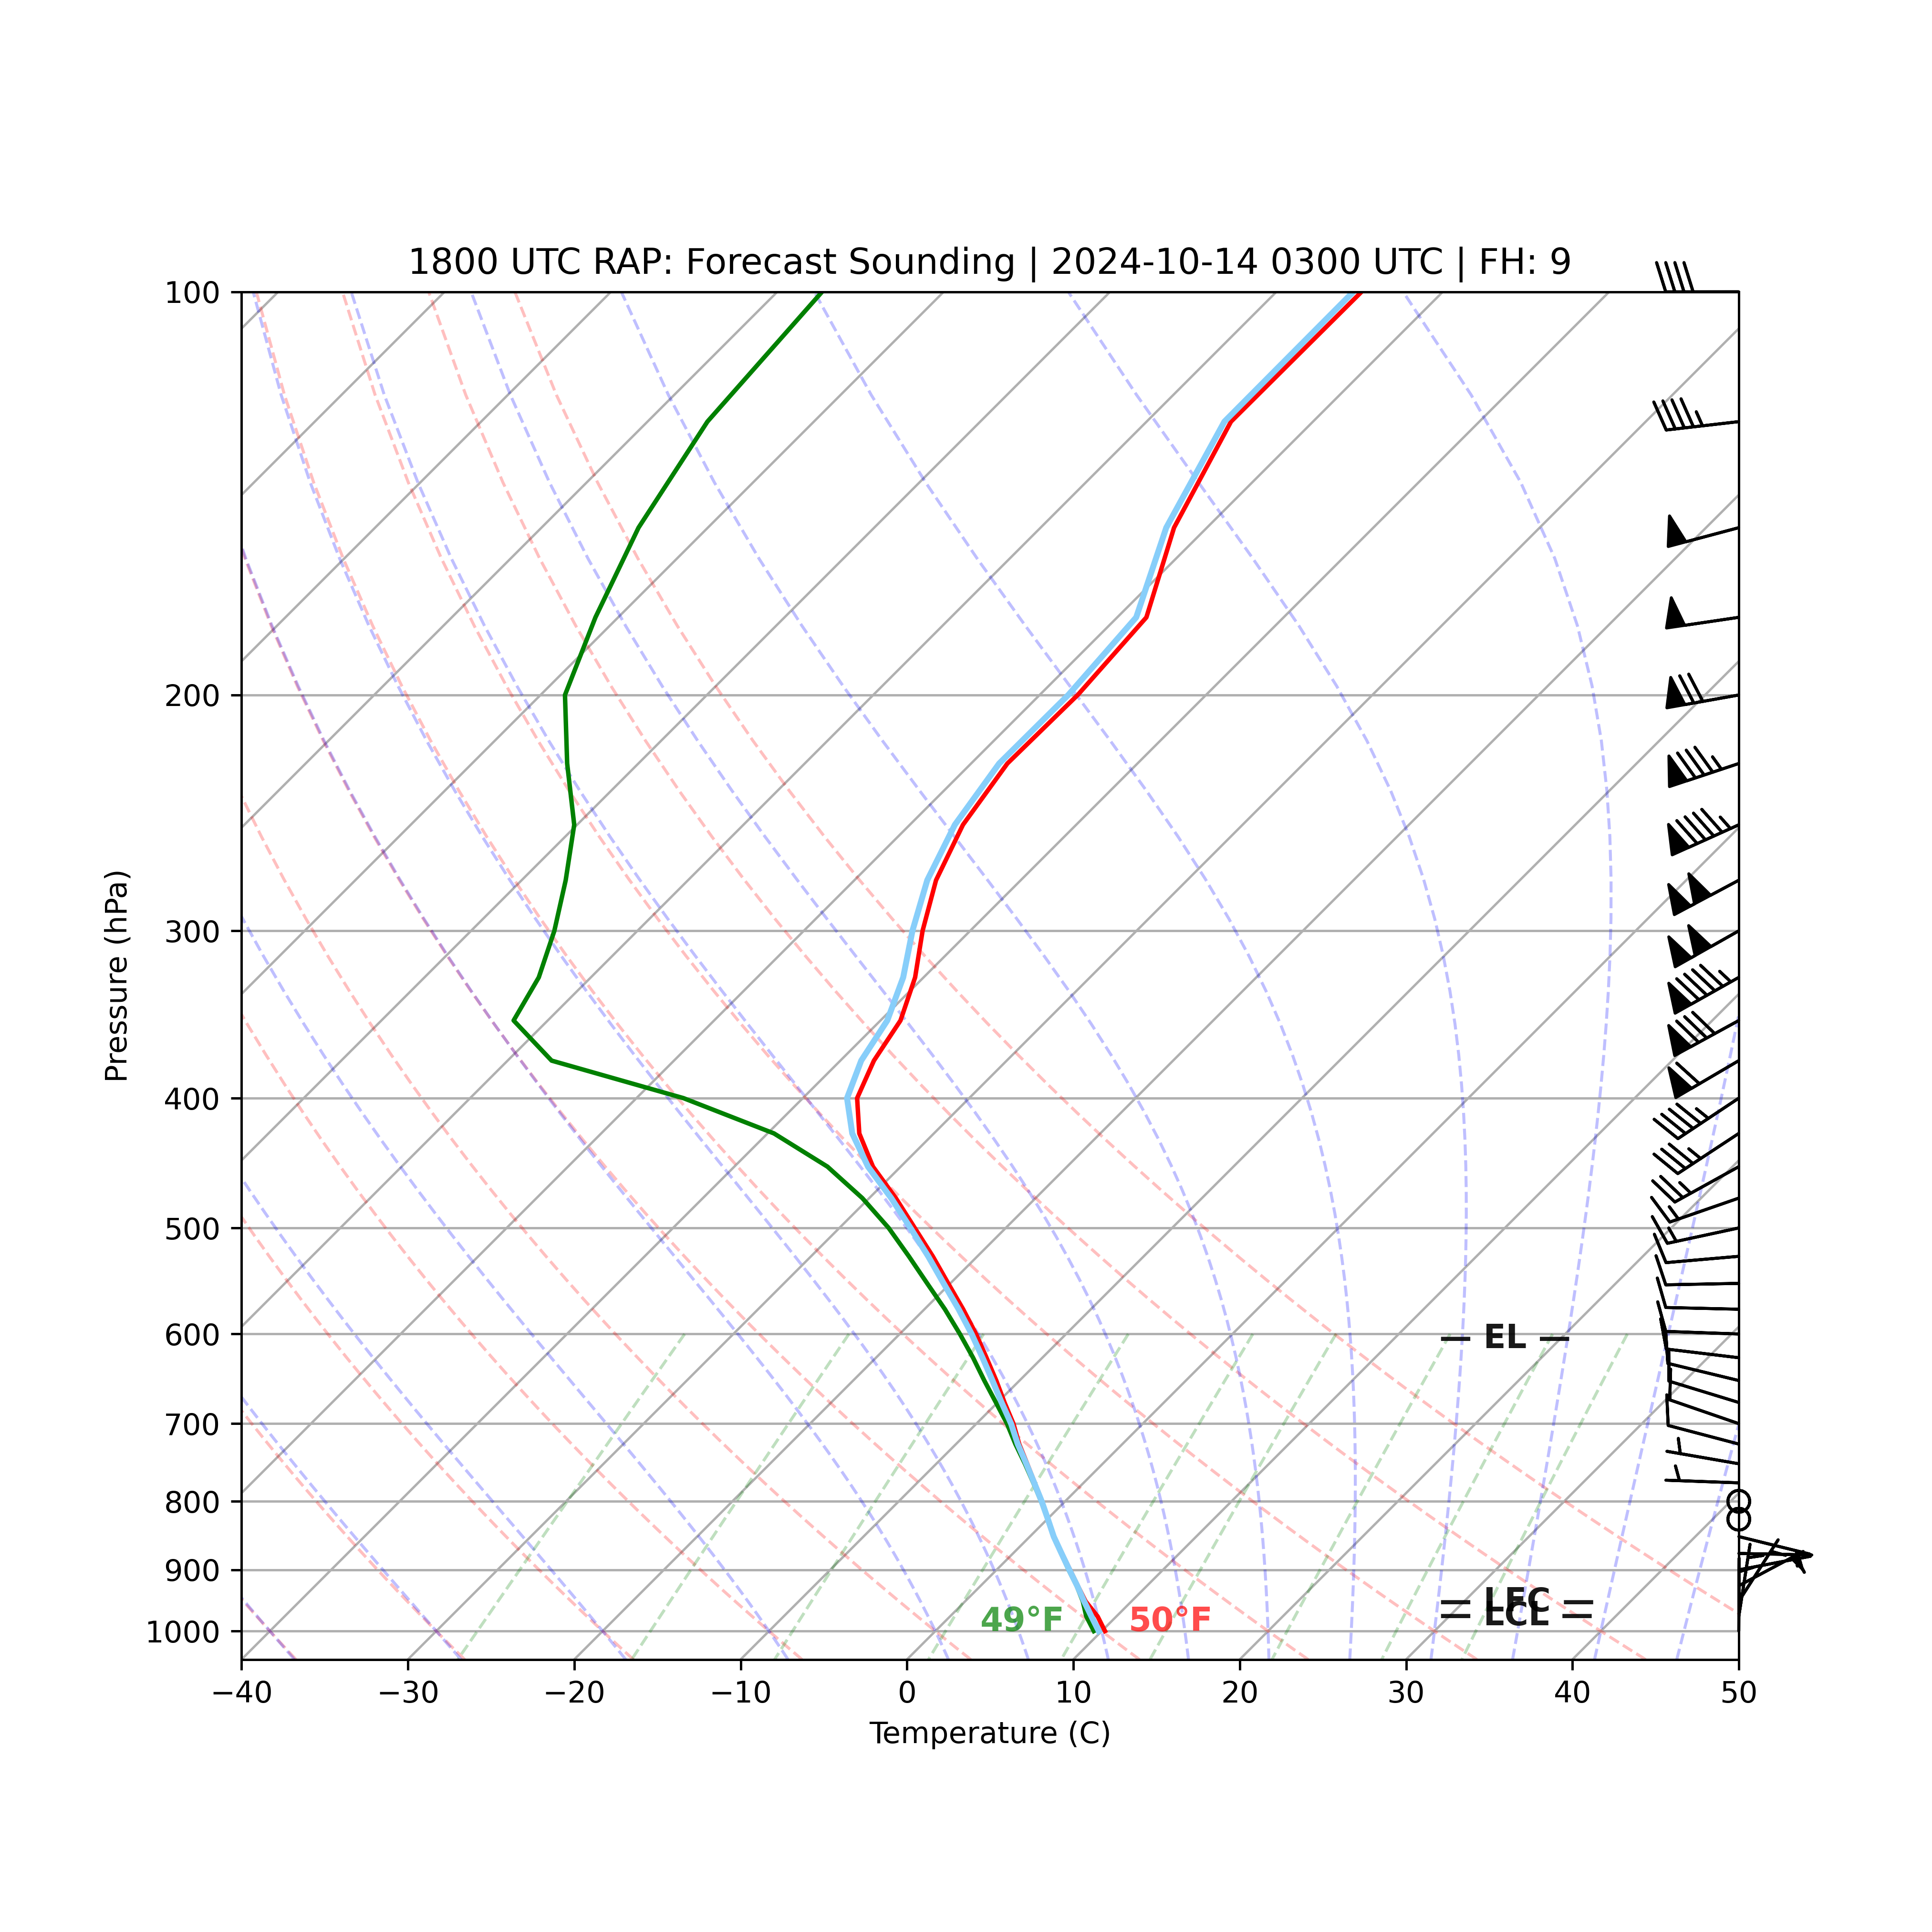 1800 UTC RAP: Forecast Sounding | 2024-10-14 0300 UTC | FH: 9
100
200
300
400
500
600
700
800
900
1000
Pressure (hPa)
— EL —
— LFC —
— LCL —
49°F
50°F
−40 −30 −20 −10 0 10 20 30 40 50
Temperature (C)